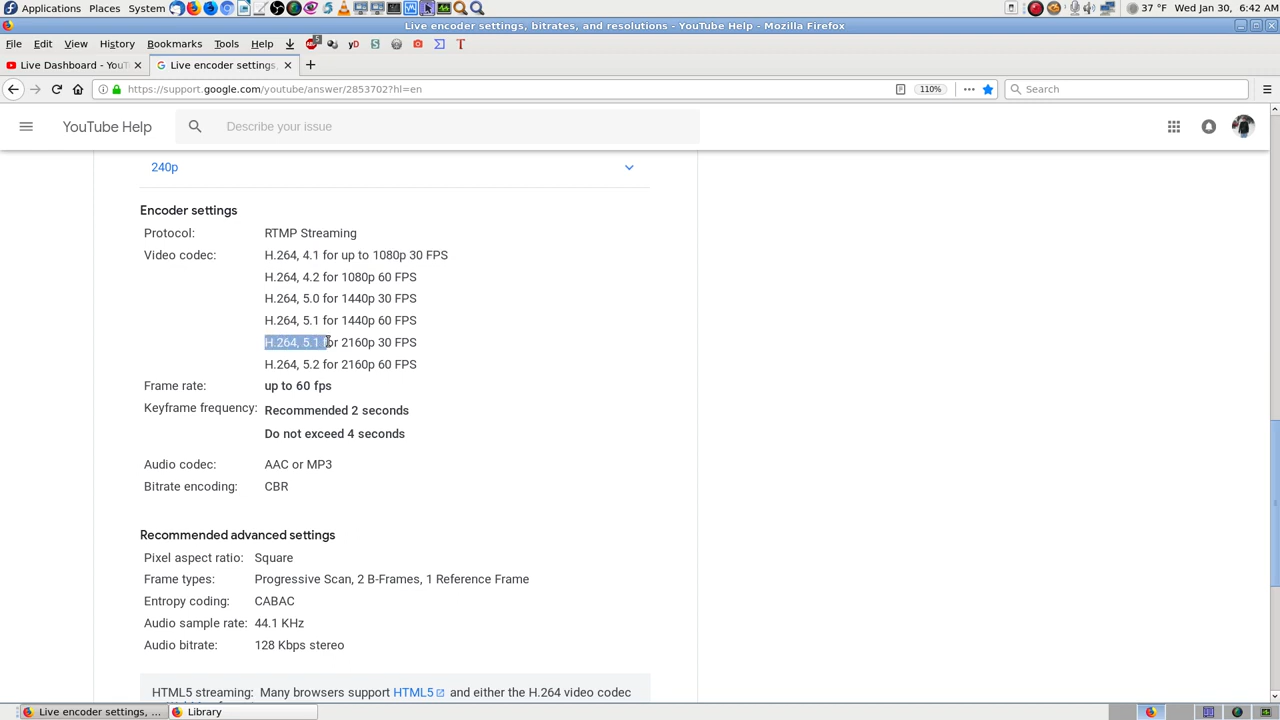 Applications Places System 37 °F Wed Jan 30, 6:42 AM
Live encoder settings, bitrates, and resolutions - YouTube Help - Mozilla Firefox
File Edit View History Bookmarks Tools Help
Live Dashboard - YouT
Live encoder settings,
https://support.google.com/youtube/answer/2853702?hl=en 110% Search
YouTube Help Describe your issue
240p
Encoder settings
Protocol: RTMP Streaming
Video codec: H.264, 4.1 for up to 1080p 30 FPS
H.264, 4.2 for 1080p 60 FPS
H.264, 5.0 for 1440p 30 FPS
H.264, 5.1 for 1440p 60 FPS
H.264, 5.1 for 2160p 30 FPS
H.264, 5.2 for 2160p 60 FPS
Frame rate: up to 60 fps
Keyframe frequency: Recommended 2 seconds
Do not exceed 4 seconds
Audio codec: AAC or MP3
Bitrate encoding: CBR
Recommended advanced settings
Pixel aspect ratio: Square
Frame types: Progressive Scan, 2 B-Frames, 1 Reference Frame
Entropy coding: CABAC
Audio sample rate: 44.1 KHz
Audio bitrate: 128 Kbps stereo
HTML5 streaming: Many browsers support HTML5 and either the H.264 video codec
Live encoder settings, ... Library